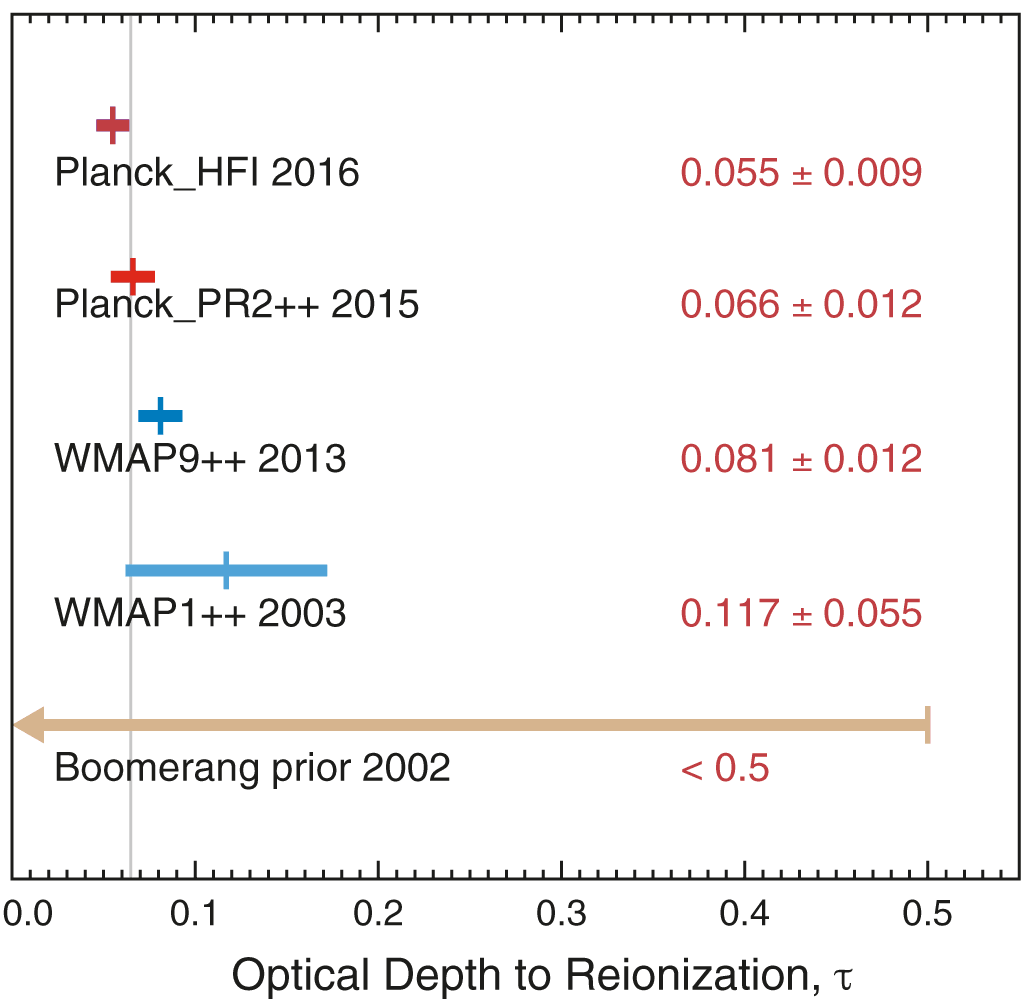 Planck_HFI 2016 0.055 ± 0.009
Planck_PR2++ 2015 0.066 ± 0.012
WMAP9++ 2013 0.081 ± 0.012
WMAP1++ 2003 0.117 ± 0.055
Boomerang prior 2002 < 0.5
0.0 0.1 0.2 0.3 0.4 0.5
Optical Depth to Reionization, τ